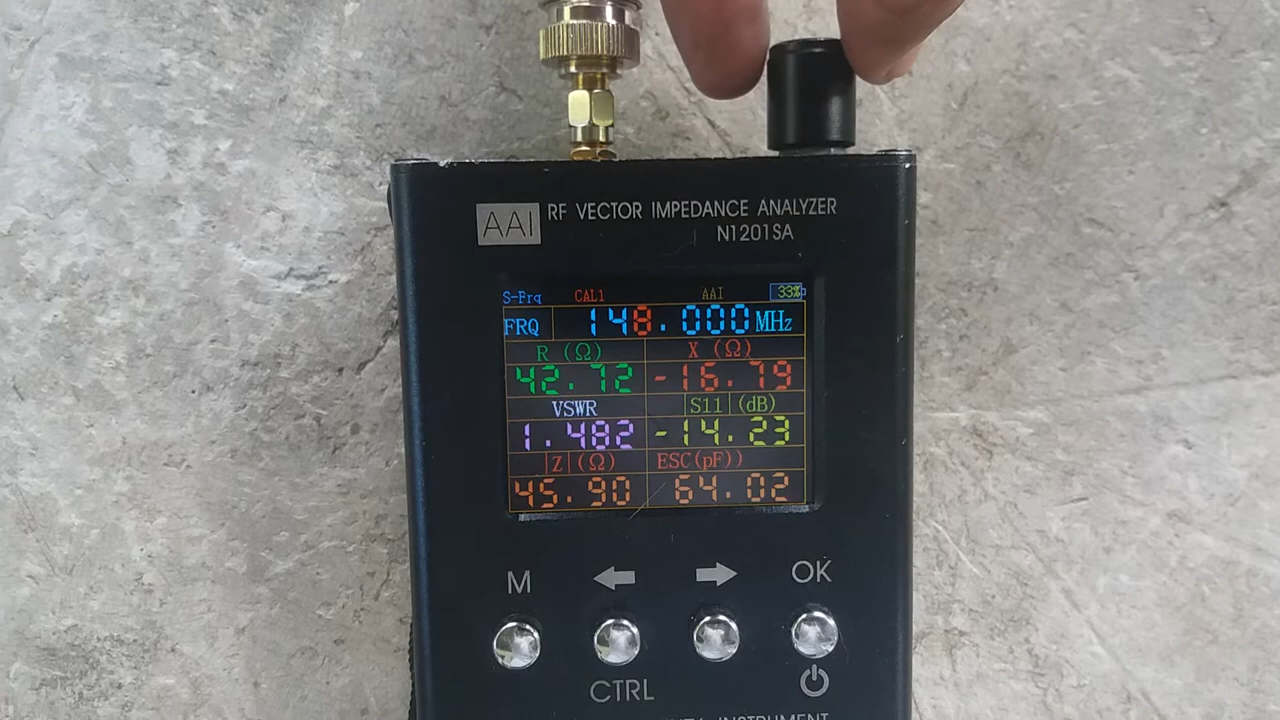 AAI RF VECTOR IMPEDANCE ANALYZER
N1201SA
S-Frq CAL1 AAI 33%
FRQ 148.000 MHz
R (Ω) X (Ω)
42.72 -16.79
VSWR |S11|(dB)
1.482 -14.23
|Z|(Ω) ESC(pF))
45.90 64.02
M OK
CTRL
INSTRUMENT